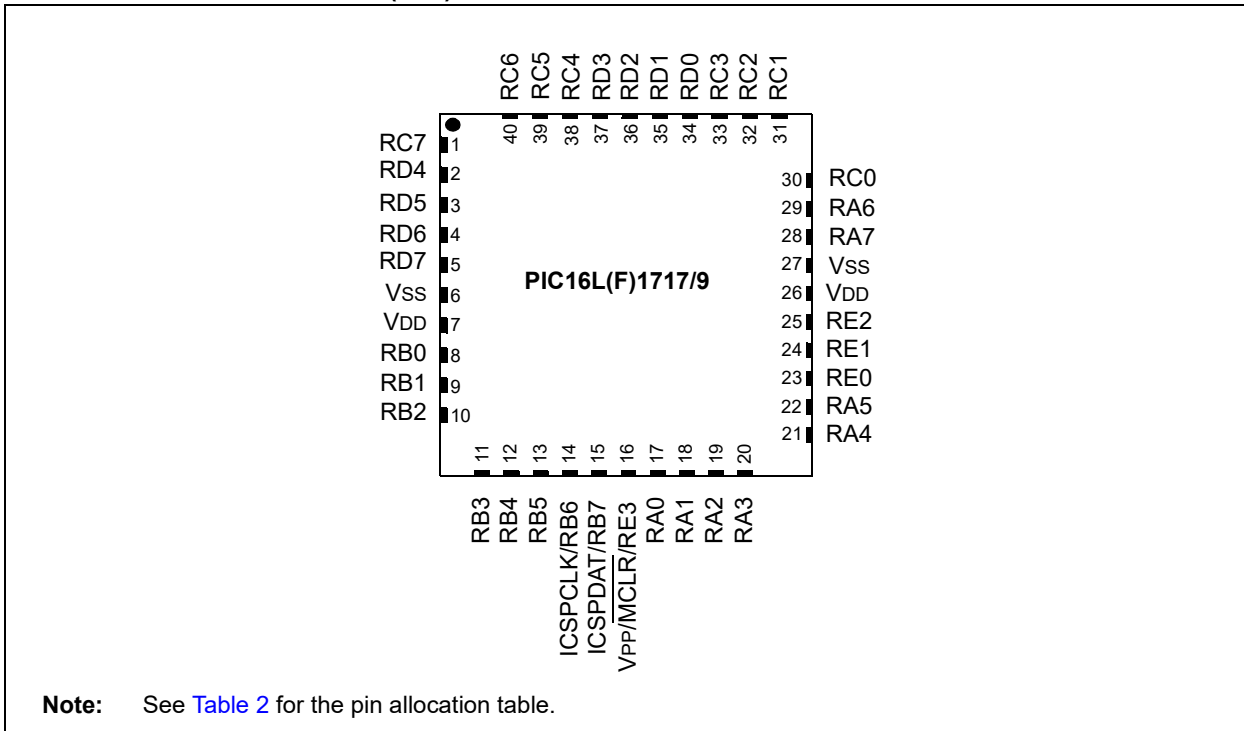 RC6 RC5 RC4 RD3 RD2 RD1 RD0 RC3 RC2 RC1
40 39 38 37 36 35 34 33 32 31
RC7 1
RD4 2
RD5 3
RD6 4
RD7 5
VSS 6
VDD 7
RB0 8
RB1 9
RB2 10
PIC16L(F)1717/9
30 RC0
29 RA6
28 RA7
27 VSS
26 VDD
25 RE2
24 RE1
23 RE0
22 RA5
21 RA4
11 12 13 14 15 16 17 18 19 20
RB3 RB4 RB5 ICSPCLK/RB6 ICSPDAT/RB7 VPP/MCLR/RE3 RA0 RA1 RA2 RA3
Note: See Table 2 for the pin allocation table.